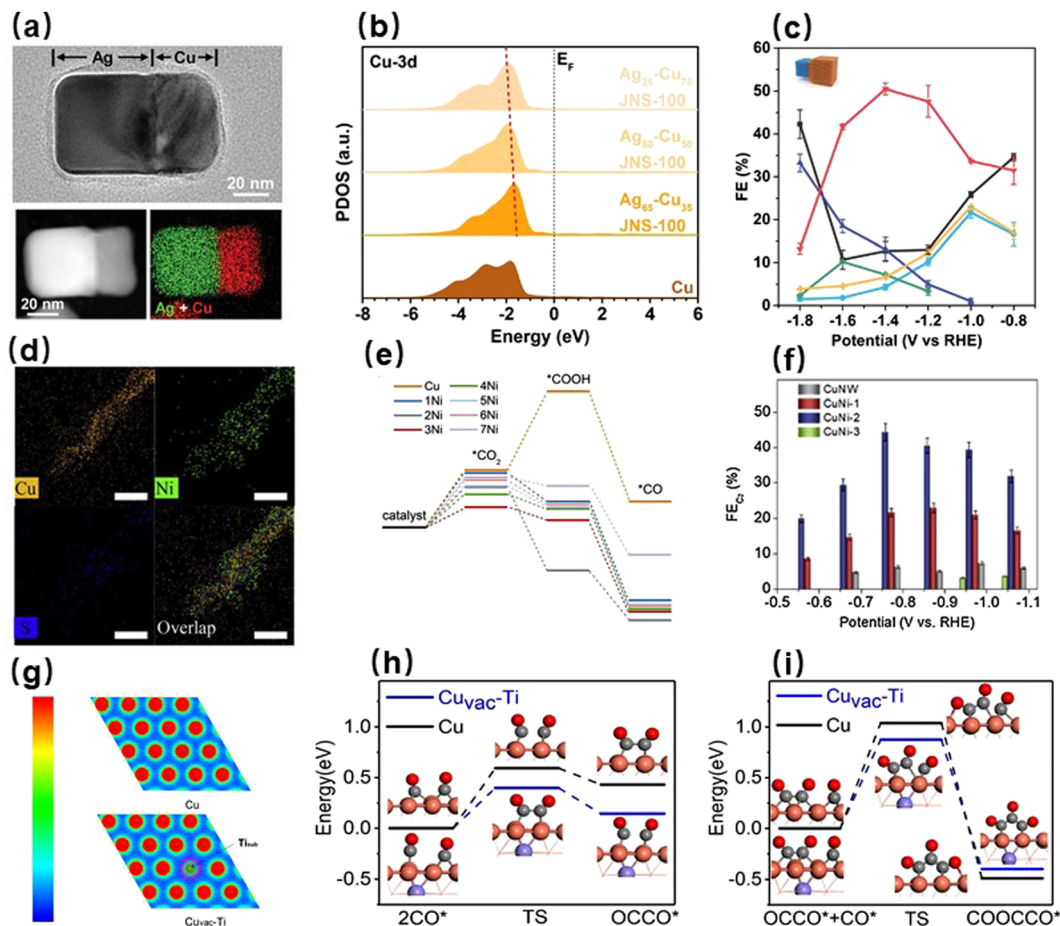 (a)
Ag
Cu
20 nm
20 nm
Ag + Cu
(b)
Cu-3d
E_F
Ag₂₅-Cu₇₅
JNS-100
Ag₅₀-Cu₅₀
JNS-100
Ag₆₅-Cu₃₅
JNS-100
Cu
PDOS (a.u.)
-8 -6 -4 -2 0 2 4 6
Energy (eV)
(c)
FE (%)
60
50
40
30
20
10
0
-1.8 -1.6 -1.4 -1.2 -1.0 -0.8
Potential (V vs RHE)
(d)
Cu
Ni
S
Overlap
(e)
Cu 4Ni
1Ni 5Ni
2Ni 6Ni
3Ni 7Ni
*COOH
*CO₂
*CO
catalyst
(f)
CuNW
CuNi-1
CuNi-2
CuNi-3
FE_C₂ (%)
50
40
30
20
10
0
-0.5 -0.6 -0.7 -0.8 -0.9 -1.0 -1.1
Potential (V vs. RHE)
(g)
Cu
Ti_sub
Cuvac-Ti
(h)
Cuvac-Ti
Cu
Energy(eV)
1.0
0.5
0.0
-0.5
2CO* TS OCCO*
(i)
Cuvac-Ti
Cu
Energy(eV)
1.0
0.5
0.0
-0.5
OCCO*+CO* TS COOCCO*